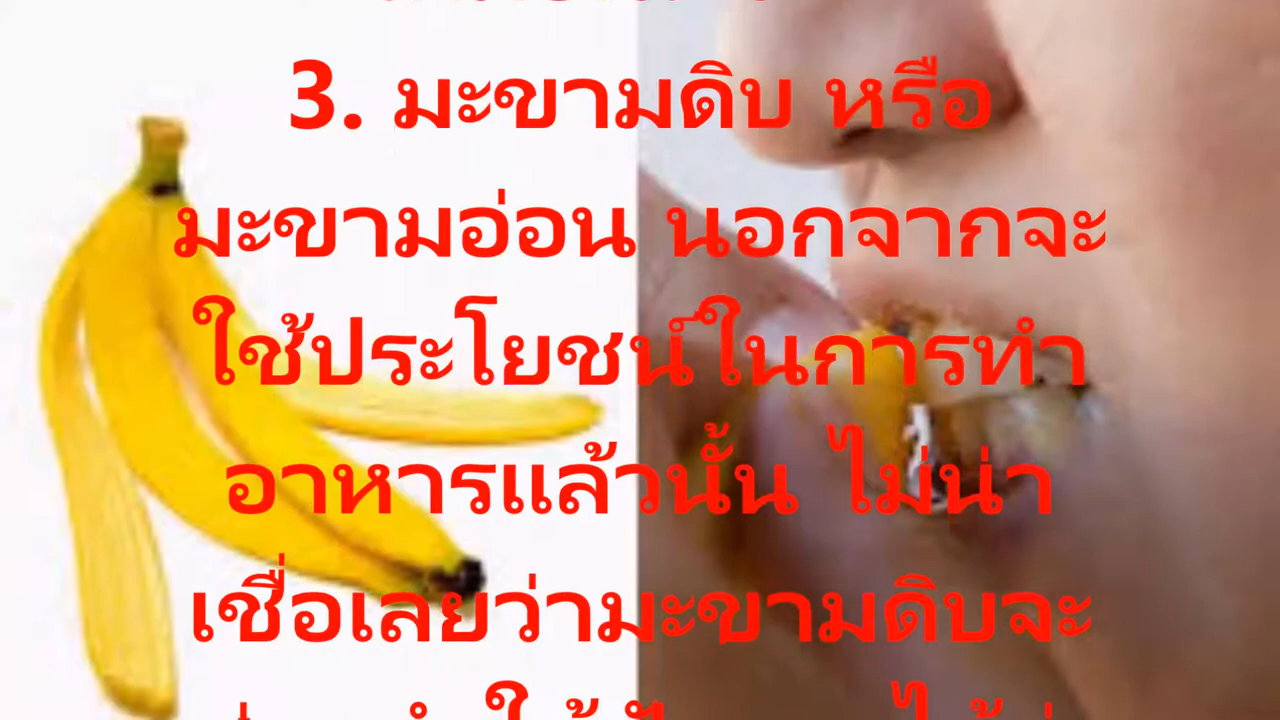 3. มะขามดิบ หรือ
มะขามอ่อน นอกจากจะ
ใช้ประโยชน์ในการทำ
อาหารแล้วนั้น ไม่น่า
เชื่อเลยว่ามะขามดิบจะ